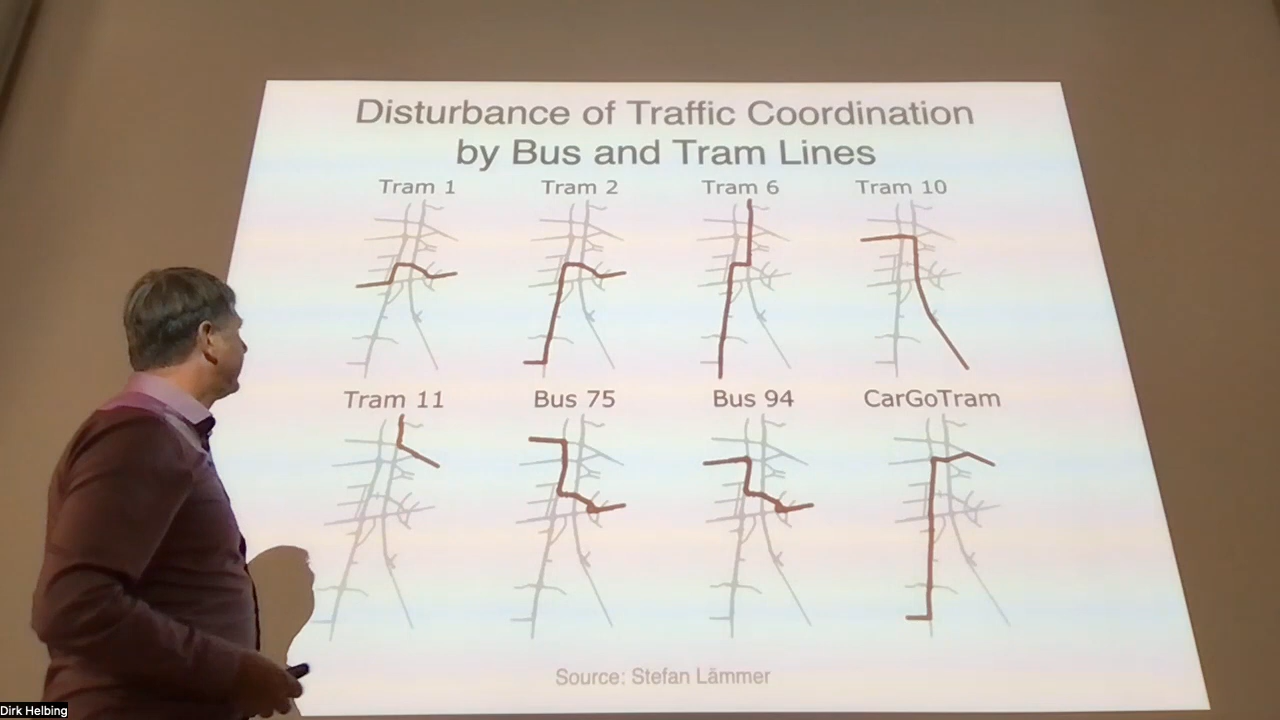 Disturbance of Traffic Coordination
by Bus and Tram Lines
Tram 1
Tram 2
Tram 6
Tram 10
Tram 11
Bus 75
Bus 94
CarGoTram
Source: Stefan Lämmer
Dirk Helbing